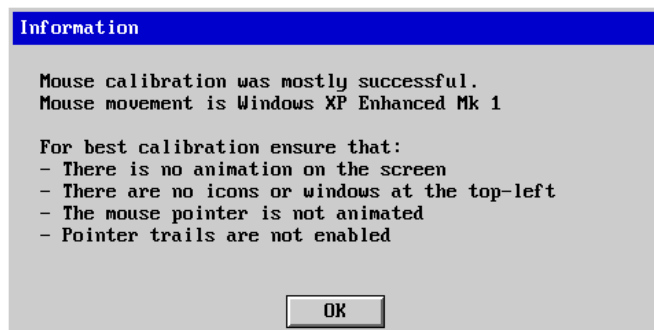 Information
Mouse calibration was mostly successful.
Mouse movement is Windows XP Enhanced Mk 1
For best calibration ensure that:
- There is no animation on the screen
- There are no icons or windows at the top-left
- The mouse pointer is not animated
- Pointer trails are not enabled
OK